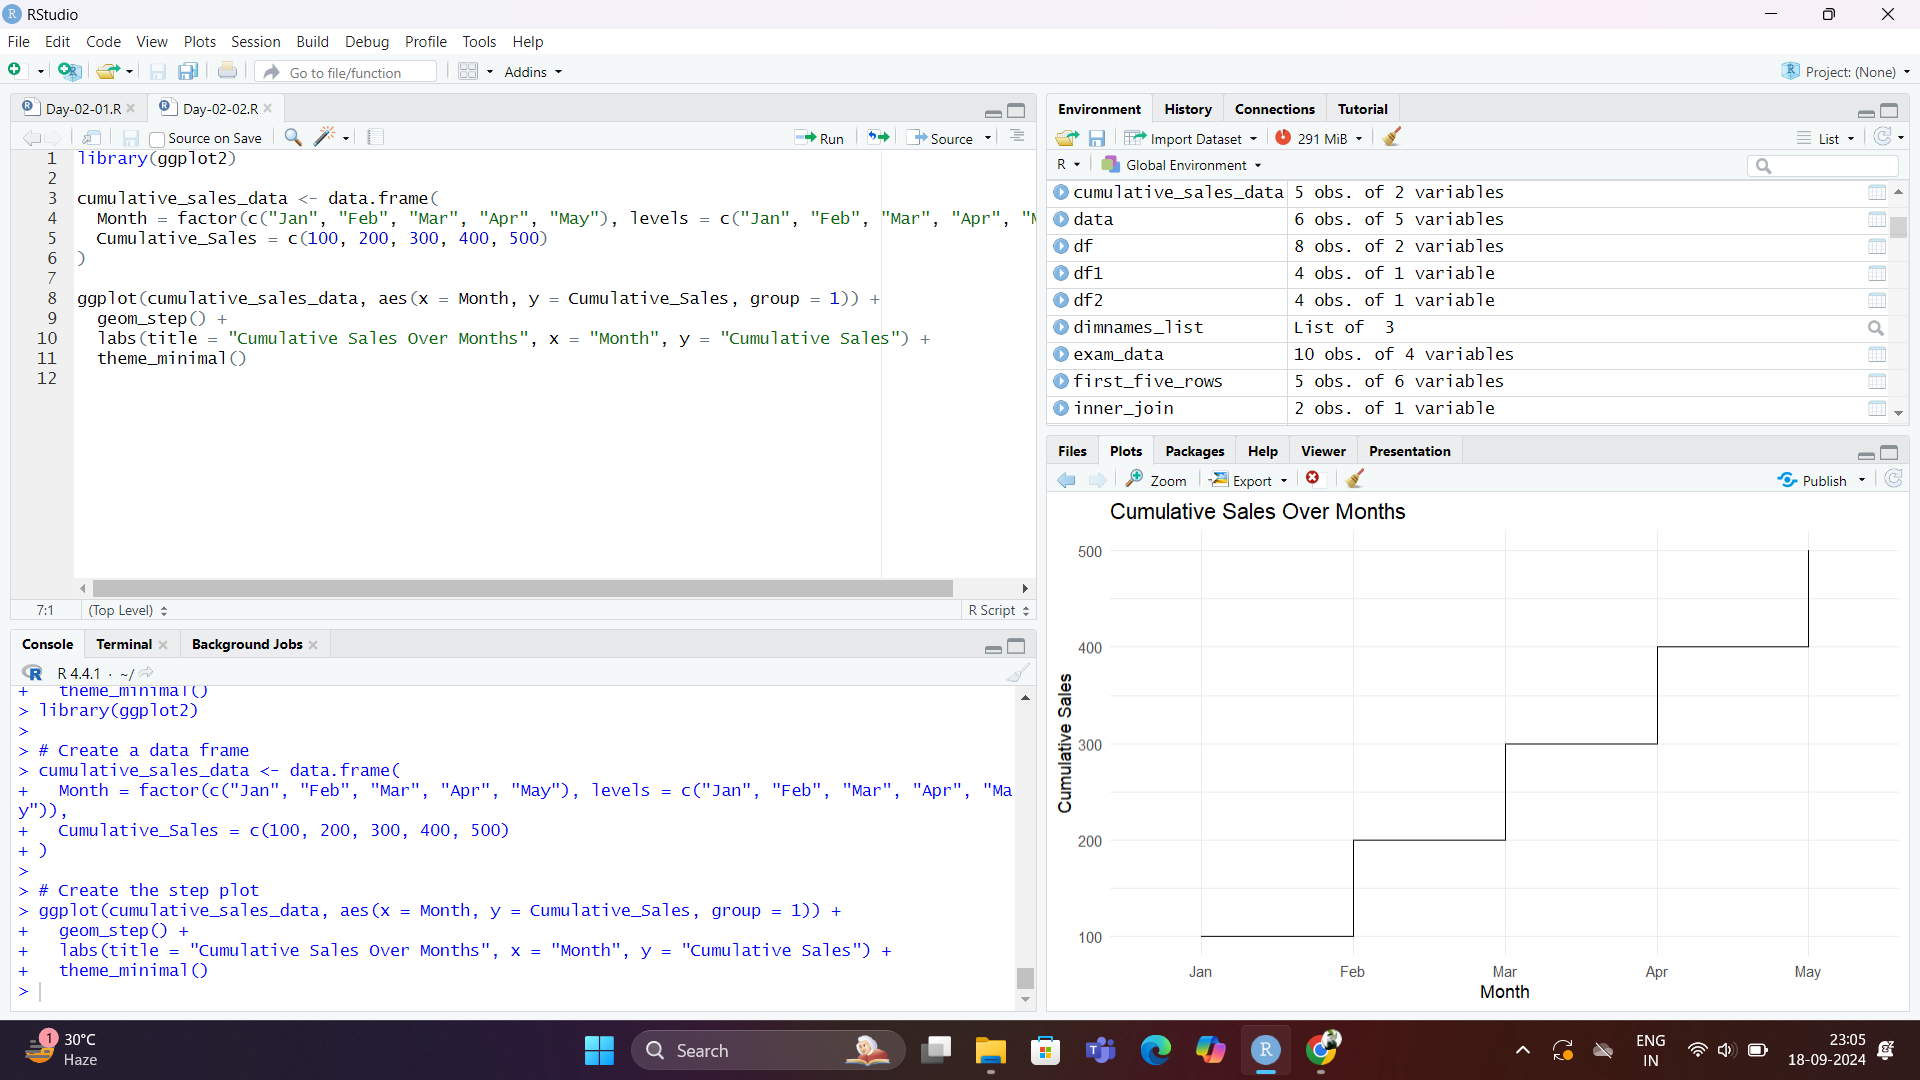 RStudio
File Edit Code View Plots Session Build Debug Profile Tools Help
Go to file/function Addins Project: (None)
Day-02-01.R Day-02-02.R
Source on Save Run Source
1 library(ggplot2)
2
3 cumulative_sales_data <- data.frame(
4 Month = factor(c("Jan", "Feb", "Mar", "Apr", "May"), levels = c("Jan", "Feb", "Mar", "Apr", "M
5 Cumulative_Sales = c(100, 200, 300, 400, 500)
6 )
7
8 ggplot(cumulative_sales_data, aes(x = Month, y = Cumulative_Sales, group = 1)) +
9 geom_step() +
10 labs(title = "Cumulative Sales Over Months", x = "Month", y = "Cumulative Sales") +
11 theme_minimal()
12
7:1 (Top Level) R Script
Console Terminal Background Jobs
R 4.4.1 · ~/
+ theme_minimal()
> library(ggplot2)
>
> # Create a data frame
> cumulative_sales_data <- data.frame(
+ Month = factor(c("Jan", "Feb", "Mar", "Apr", "May"), levels = c("Jan", "Feb", "Mar", "Apr", "Ma
y")),
+ Cumulative_Sales = c(100, 200, 300, 400, 500)
+ )
>
> # Create the step plot
> ggplot(cumulative_sales_data, aes(x = Month, y = Cumulative_Sales, group = 1)) +
+ geom_step() +
+ labs(title = "Cumulative Sales Over Months", x = "Month", y = "Cumulative Sales") +
+ theme_minimal()
>
Environment History Connections Tutorial
Import Dataset 291 MiB List
R Global Environment
cumulative_sales_data 5 obs. of 2 variables
data 6 obs. of 5 variables
df 8 obs. of 2 variables
df1 4 obs. of 1 variable
df2 4 obs. of 1 variable
dimnames_list List of 3
exam_data 10 obs. of 4 variables
first_five_rows 5 obs. of 6 variables
inner_join 2 obs. of 1 variable
Files Plots Packages Help Viewer Presentation
Zoom Export Publish
Cumulative Sales Over Months
500
400
300
200
100
Cumulative Sales
Jan Feb Mar Apr May
Month
1 30°C
Haze
Search
ENG
IN
23:05
18-09-2024